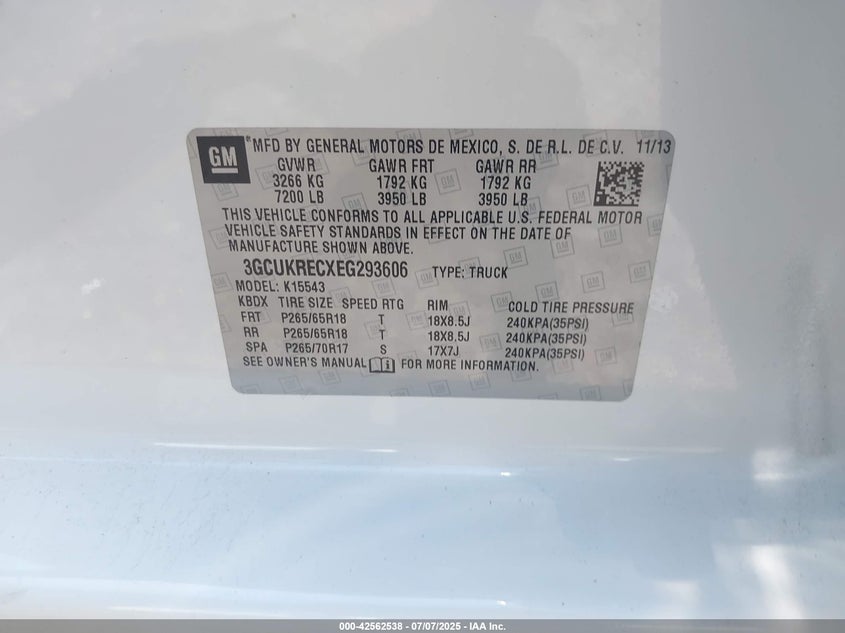 GM
MFD BY GENERAL MOTORS DE MEXICO, S. DE R.L. DE C.V. 11/13
GVWR GAWR FRT GAWR RR
3266 KG 1792 KG 1792 KG
7200 LB 3950 LB 3950 LB
THIS VEHICLE CONFORMS TO ALL APPLICABLE U.S. FEDERAL MOTOR
VEHICLE SAFETY STANDARDS IN EFFECT ON THE DATE OF
MANUFACTURE SHOWN ABOVE.
3GCUKRECXEG293606 TYPE: TRUCK
MODEL: K15543
KBDX TIRE SIZE SPEED RTG RIM COLD TIRE PRESSURE
FRT P265/65R18 T 18X8.5J 240KPA(35PSI)
RR P265/65R18 T 18X8.5J 240KPA(35PSI)
SPA P265/70R17 S 17X7J 240KPA(35PSI)
SEE OWNER'S MANUAL FOR MORE INFORMATION.
000-42562538 - 07/07/2025 - IAA Inc.